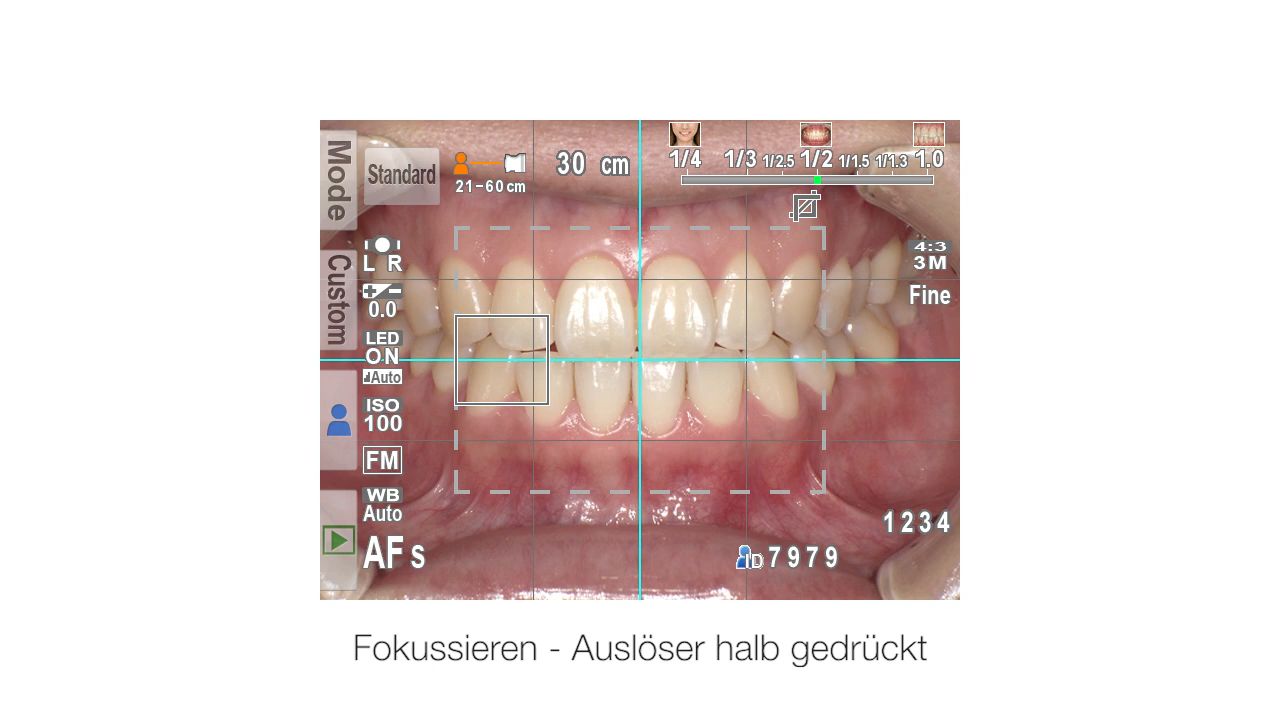 Mode
Standard
21-60cm
30 cm
1/4 1/3 1/2.5 1/2 1/1.5 1/1.3 1.0
L R
Custom
0.0
4:3
3M
Fine
LED
ON
Auto
ISO
100
FM
WB
Auto
AF S
1234
ID 7979
Fokussieren - Auslöser halb gedrückt